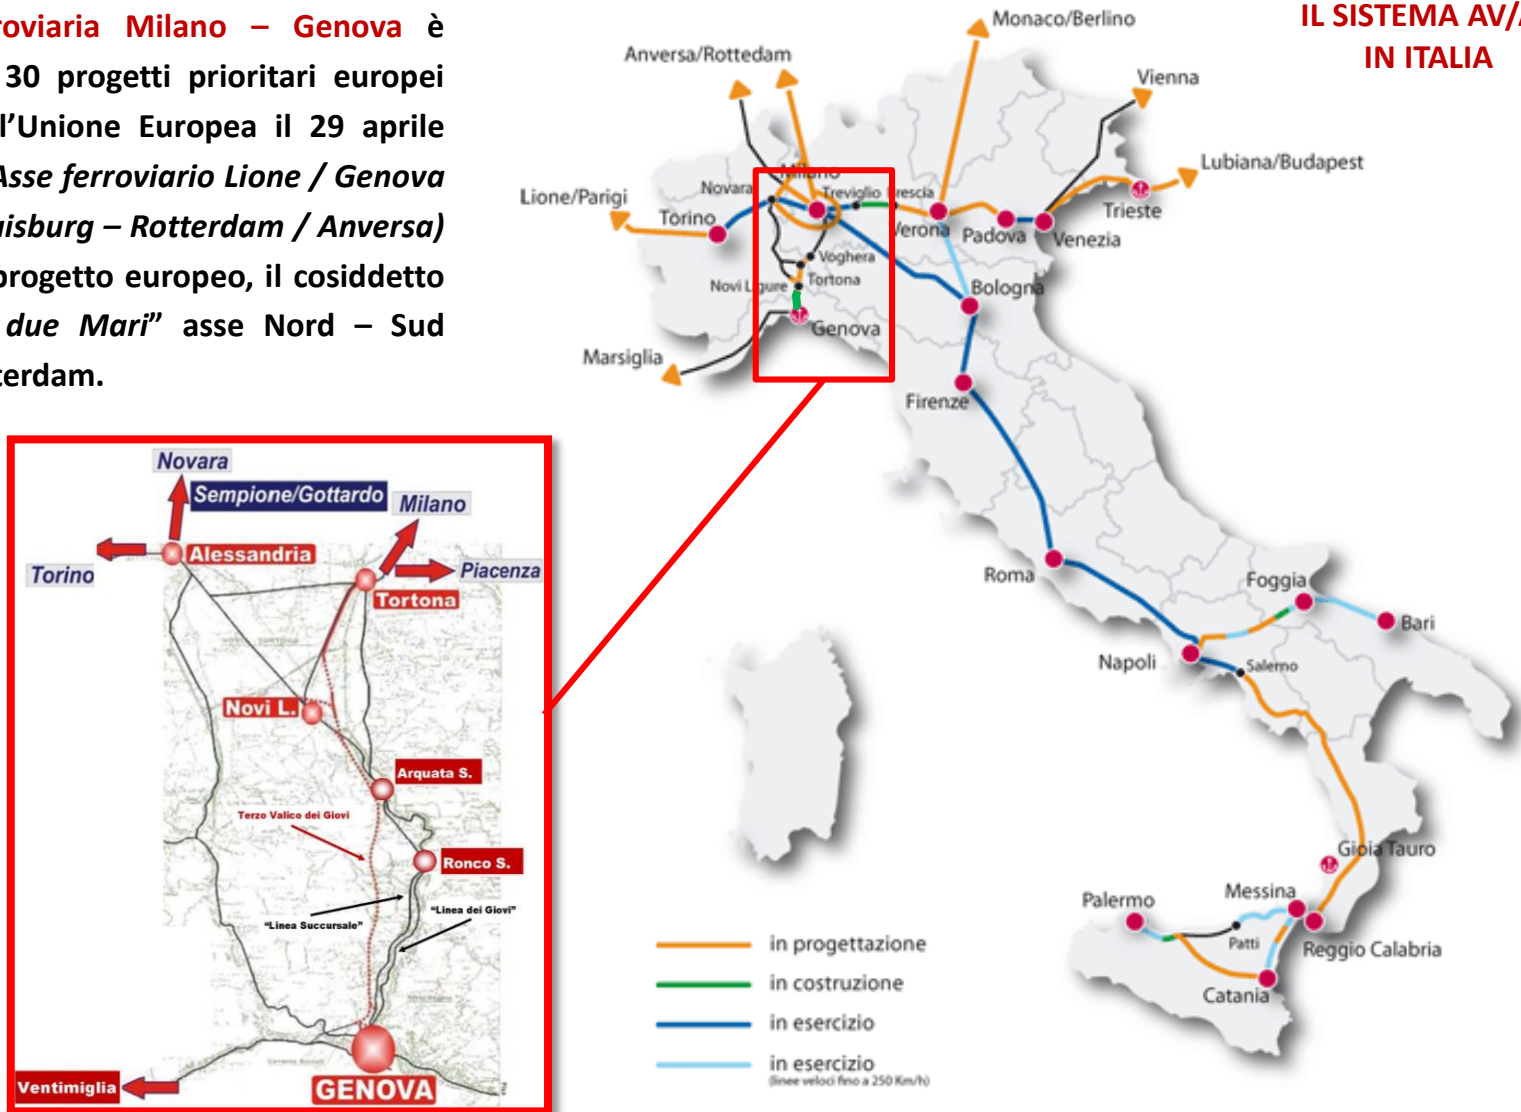 roviaria Milano – Genova è
30 progetti prioritari europei
l’Unione Europea il 29 aprile
Asse ferroviario Lione / Genova
uisburg – Rotterdam / Anversa)
progetto europeo, il cosiddetto
due Mari” asse Nord – Sud
terdam.
IL SISTEMA AV/A
IN ITALIA
Monaco/Berlino
Anversa/Rottedam
Vienna
Lubiana/Budapest
Lione/Parigi
Novara
Milano
Treviglio Brescia
Torino
Verona
Padova
Venezia
Trieste
Voghera
Tortona
Novi Ligure
Genova
Bologna
Marsiglia
Firenze
Roma
Foggia
Bari
Napoli
Salerno
Gioia Tauro
Messina
Palermo
Patti
Reggio Calabria
Catania
in progettazione
in costruzione
in esercizio
in esercizio
(linee veloci fino a 250 Km/h)
Novara
Sempione/Gottardo
Milano
Alessandria
Torino
Piacenza
Tortona
Novi L.
Arquata S.
Terzo Valico dei Giovi
Ronco S.
"Linea dei Giovi"
"Linea Succursale"
GENOVA
Ventimiglia